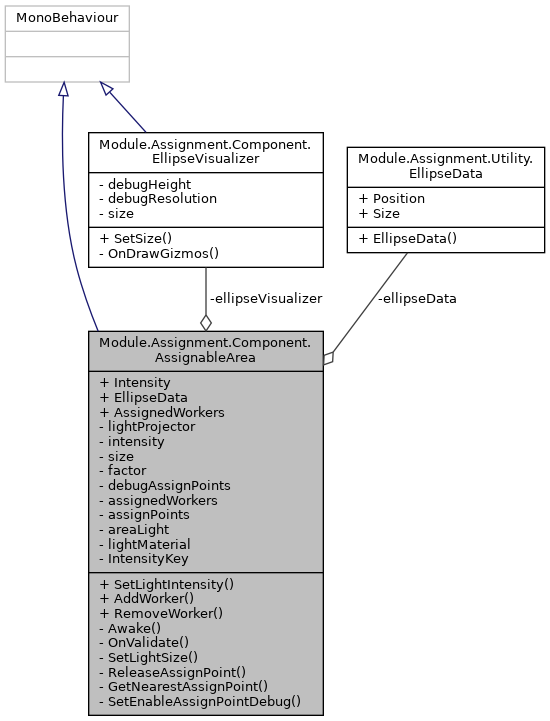 MonoBehaviour
Module.Assignment.Component.
EllipseVisualizer
- debugHeight
- debugResolution
- size
+ SetSize()
- OnDrawGizmos()
Module.Assignment.Utility.
EllipseData
+ Position
+ Size
+ EllipseData()
-ellipseVisualizer
-ellipseData
Module.Assignment.Component.
AssignableArea
+ Intensity
+ EllipseData
+ AssignedWorkers
- lightProjector
- intensity
- size
- factor
- debugAssignPoints
- assignedWorkers
- assignPoints
- areaLight
- lightMaterial
- IntensityKey
+ SetLightIntensity()
+ AddWorker()
+ RemoveWorker()
- Awake()
- OnValidate()
- SetLightSize()
- ReleaseAssignPoint()
- GetNearestAssignPoint()
- SetEnableAssignPointDebug()